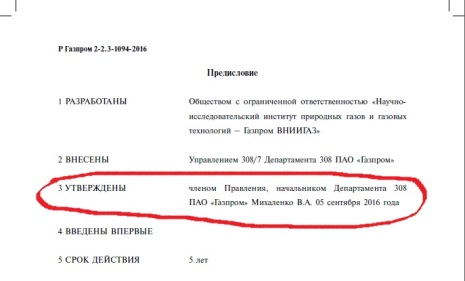 Р Газпром 2-2.3-1094-2016
Предисловие
1 РАЗРАБОТАНЫ
Обществом с ограниченной ответственностью «Научно-
исследовательский институт природных газов и газовых
технологий – Газпром ВНИИГАЗ»
2 ВНЕСЕНЫ
Управлением 308/7 Департамента 308 ПАО «Газпром»
3 УТВЕРЖДЕНЫ
членом Правления, начальником Департамента 308
ПАО «Газпром» Михаленко В.А. 05 сентября 2016 года
4 ВВЕДЕНЫ ВПЕРВЫЕ
5 СРОК ДЕЙСТВИЯ
5 лет